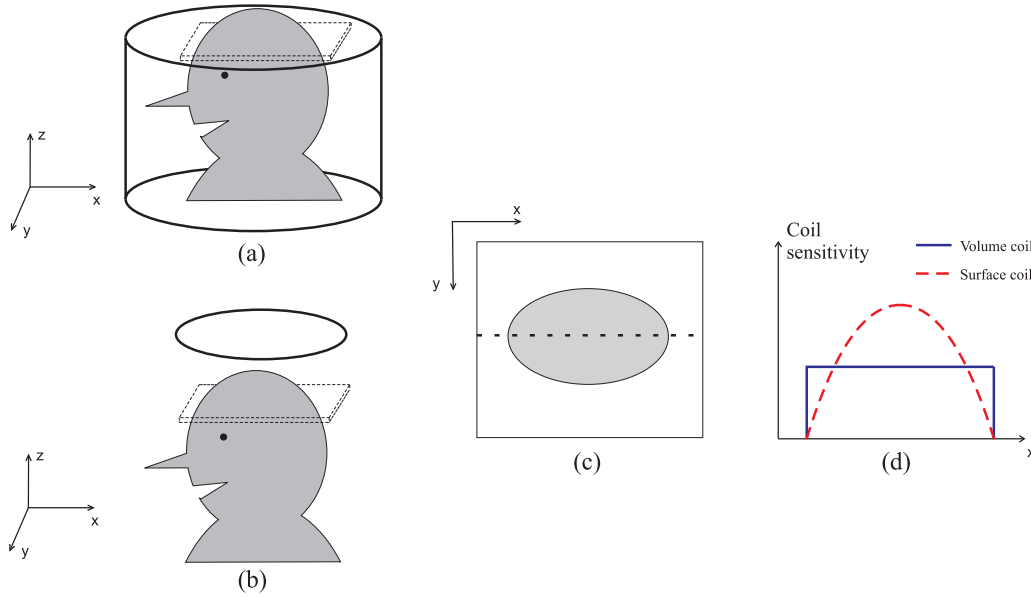 z
x
y
(a)
z
x
y
(b)
x
y
(c)
Coil
sensitivity
Volume coil
Surface coil
x
(d)